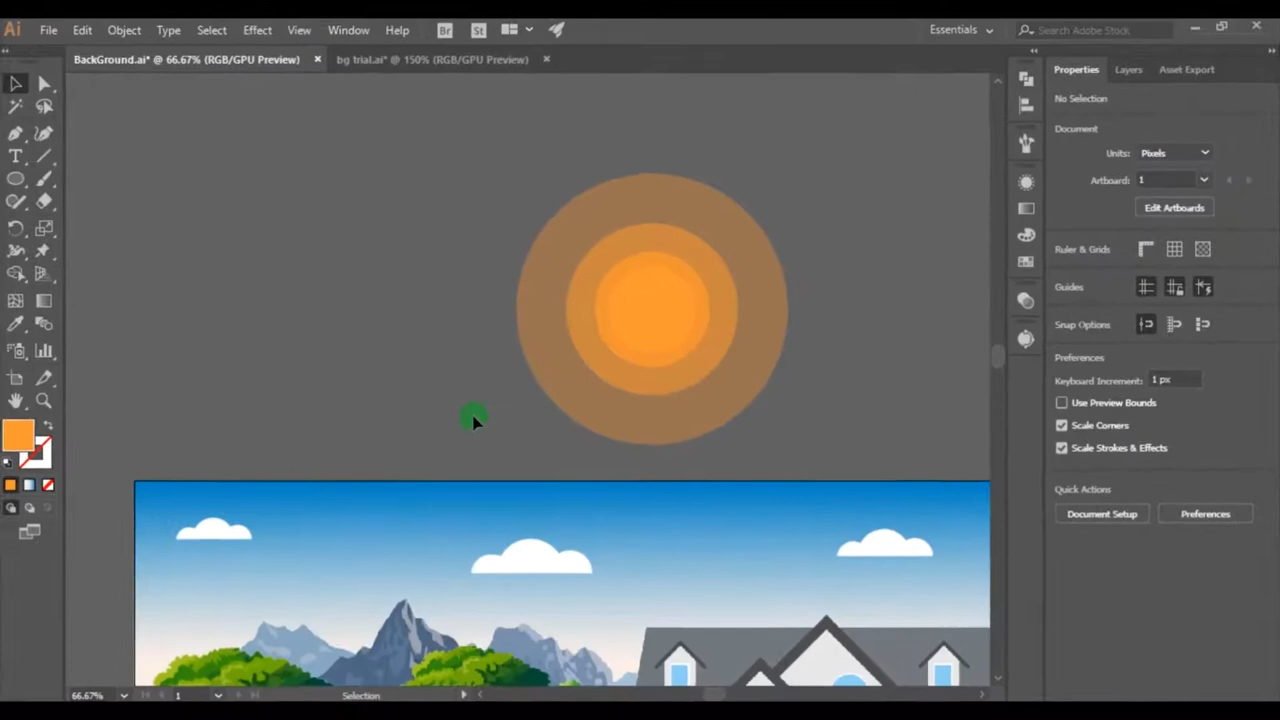 Ai File Edit Object Type Select Effect View Window Help Br St Essentials Search Adobe Stock
BackGround.ai* @ 66.67% (RGB/GPU Preview) × bg trial.ai* @ 150% (RGB/GPU Preview) ×
Properties Layers Asset Export
No Selection
Document
Units: Pixels
Artboard: 1
Edit Artboards
Ruler & Grids
Guides
Snap Options
Preferences
Keyboard Increment: 1 px
Use Preview Bounds
Scale Corners
Scale Strokes & Effects
Quick Actions
Document Setup Preferences
66.67% 1 Selection